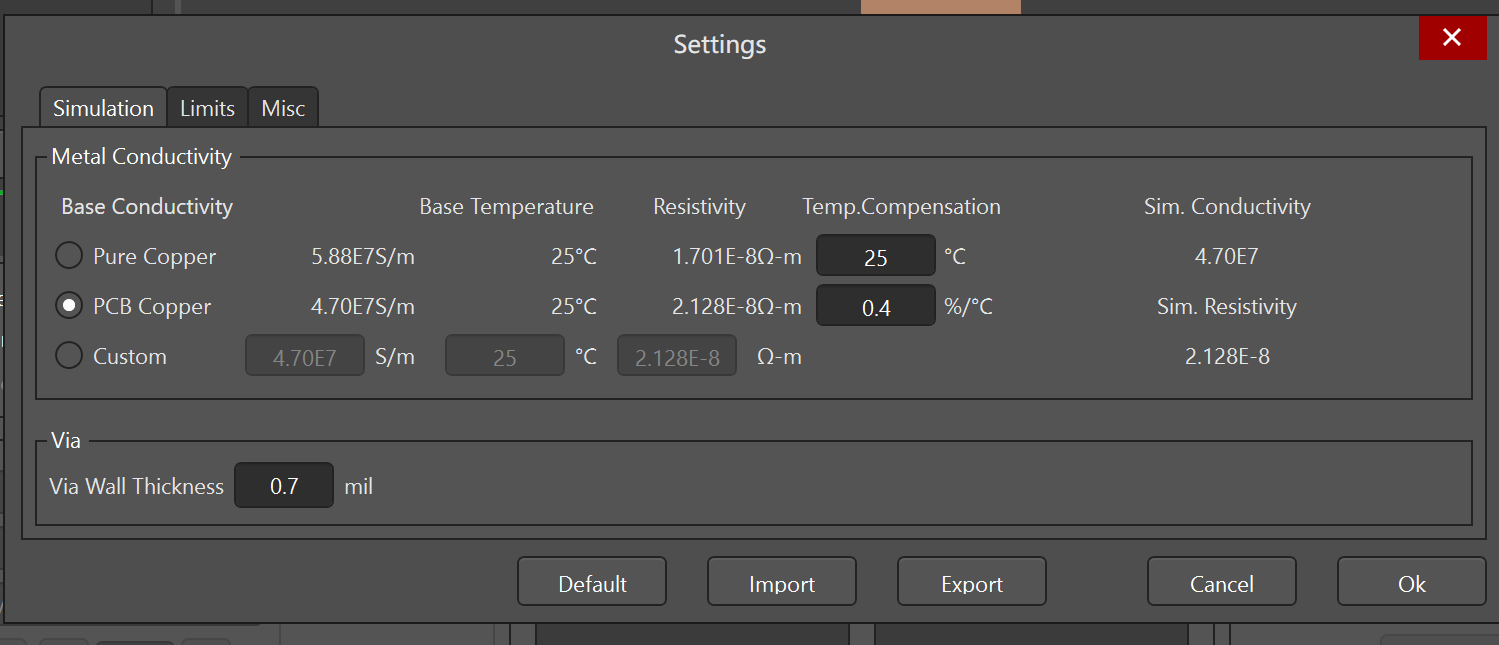 Settings
Simulation Limits Misc
Metal Conductivity
Base Conductivity Base Temperature Resistivity Temp.Compensation Sim. Conductivity
Pure Copper 5.88E7S/m 25°C 1.701E-8Ω-m 25 °C 4.70E7
PCB Copper 4.70E7S/m 25°C 2.128E-8Ω-m 0.4 %/°C Sim. Resistivity
Custom 4.70E7 S/m 25 °C 2.128E-8 Ω-m 2.128E-8
Via
Via Wall Thickness 0.7 mil
Default Import Export Cancel Ok